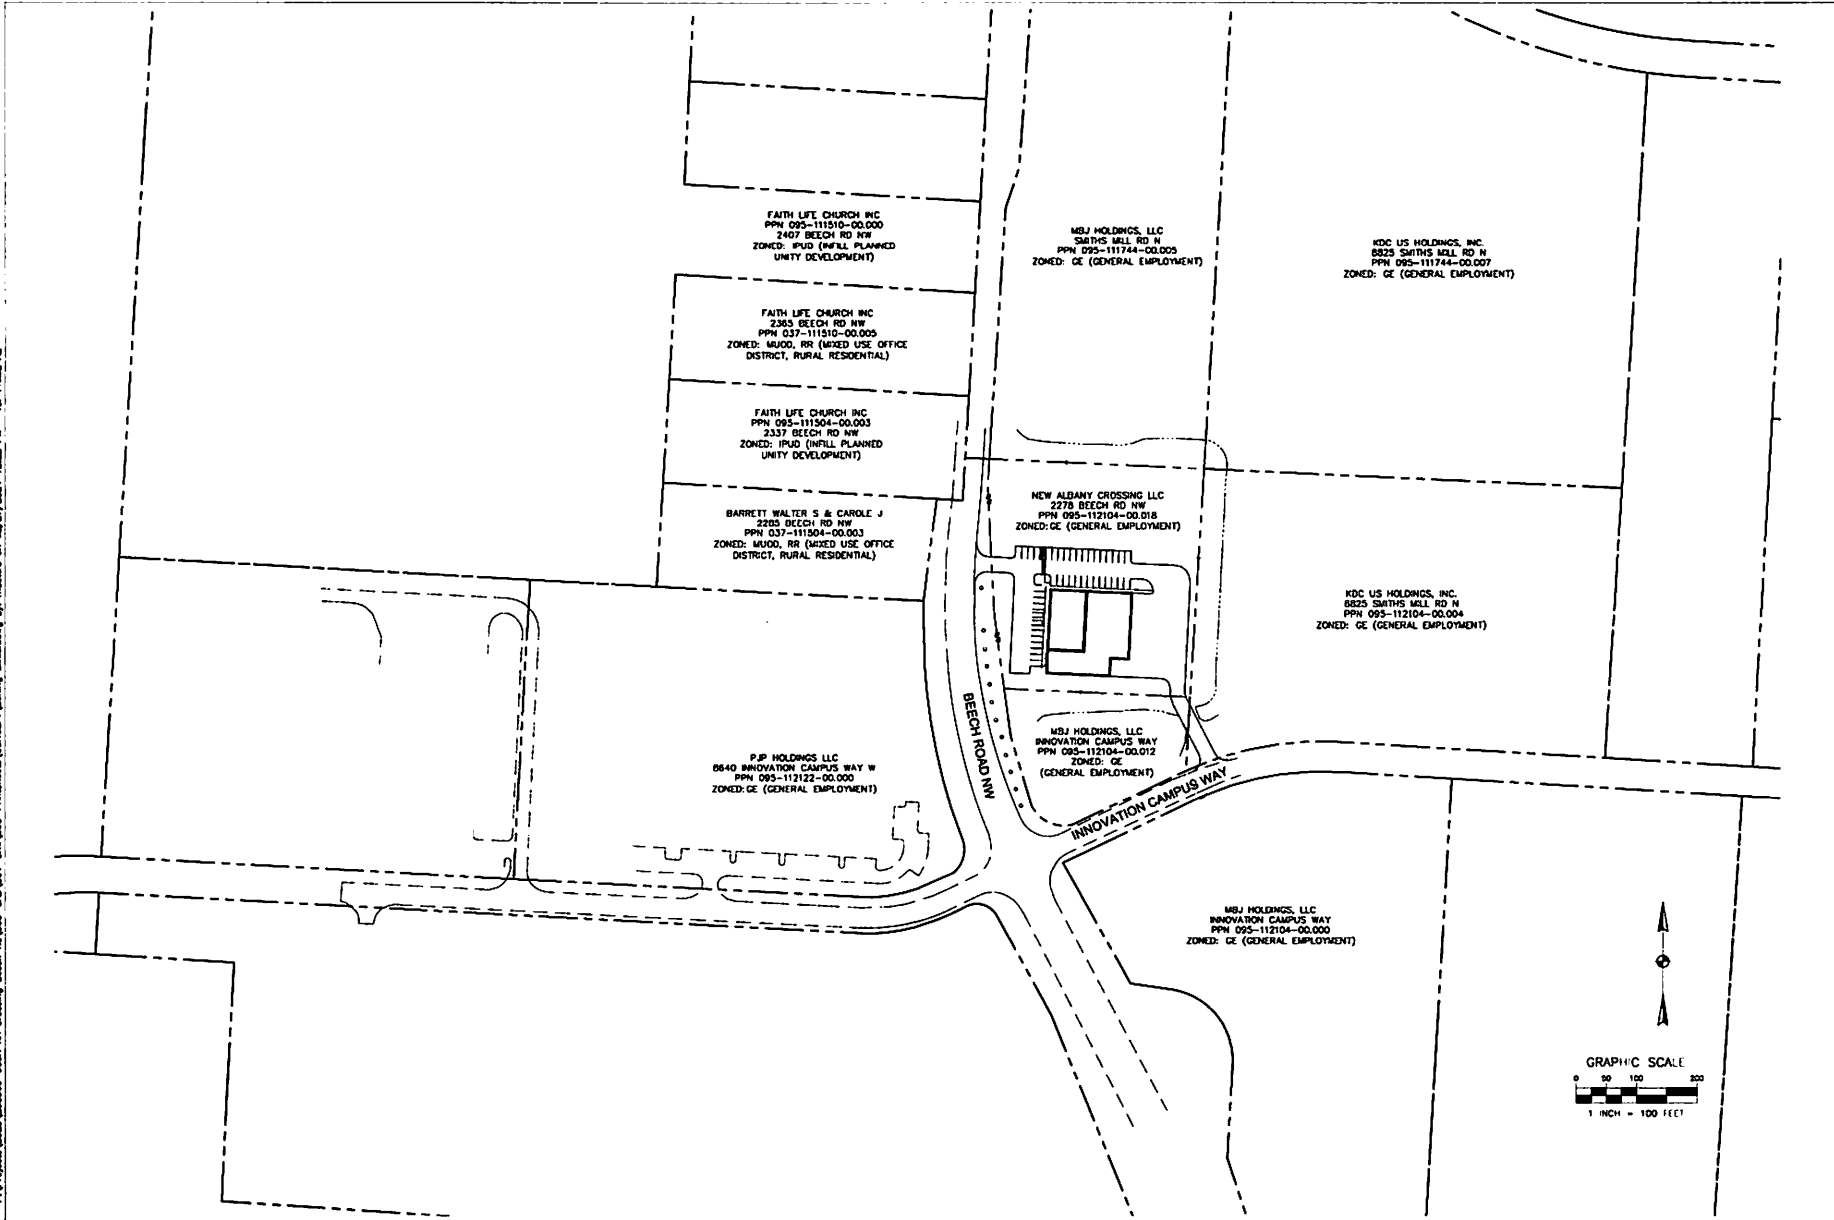 FAITH LIFE CHURCH INC
PPN 095-111510-00.000
2407 BEECH RD NW
ZONED: IPUD (INFILL PLANNED
UNITY DEVELOPMENT)
MBJ HOLDINGS, LLC
SMITHS MILL RD N
PPN 095-111744-00.005
ZONED: GE (GENERAL EMPLOYMENT)
KDC US HOLDINGS, INC.
8825 SMITHS MILL RD N
PPN 095-111744-00.007
ZONED: GE (GENERAL EMPLOYMENT)
FAITH LIFE CHURCH INC
2365 BEECH RD NW
PPN 037-111510-00.005
ZONED: MUOD, RR (MIXED USE OFFICE
DISTRICT, RURAL RESIDENTIAL)
FAITH LIFE CHURCH INC
PPN 095-111504-00.003
2337 BEECH RD NW
ZONED: IPUD (INFILL PLANNED
UNITY DEVELOPMENT)
NEW ALBANY CROSSING LLC
2278 BEECH RD NW
PPN 095-112104-00.018
ZONED: GE (GENERAL EMPLOYMENT)
BARRETT WALTER S & CAROLE J
2285 BEECH RD NW
PPN 037-111504-00.003
ZONED: MUOD, RR (MIXED USE OFFICE
DISTRICT, RURAL RESIDENTIAL)
KDC US HOLDINGS, INC.
8825 SMITHS MILL RD N
PPN 095-112104-00.004
ZONED: GE (GENERAL EMPLOYMENT)
BEECH ROAD NW
MBJ HOLDINGS, LLC
INNOVATION CAMPUS WAY
PPN 095-112104-00.012
ZONED: GE
(GENERAL EMPLOYMENT)
PJP HOLDINGS LLC
8640 INNOVATION CAMPUS WAY W
PPN 095-112122-00.000
ZONED: GE (GENERAL EMPLOYMENT)
INNOVATION CAMPUS WAY
MBJ HOLDINGS, LLC
INNOVATION CAMPUS WAY
PPN 095-112104-00.000
ZONED: GE (GENERAL EMPLOYMENT)
GRAPHIC SCALE
0 50 100 200
1 INCH = 100 FEET